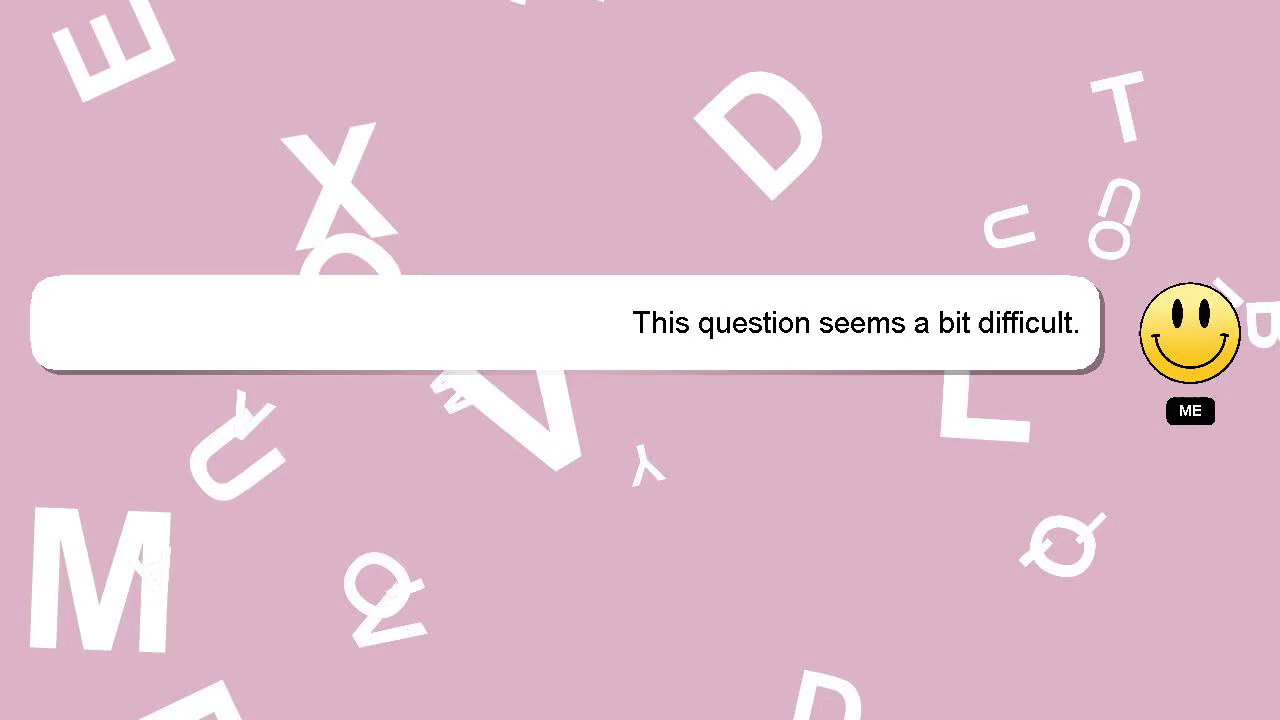 E
X
D
T
U
U
O
This question seems a bit difficult.
B
ME
V
L
Y
U
Y
M
Q
D